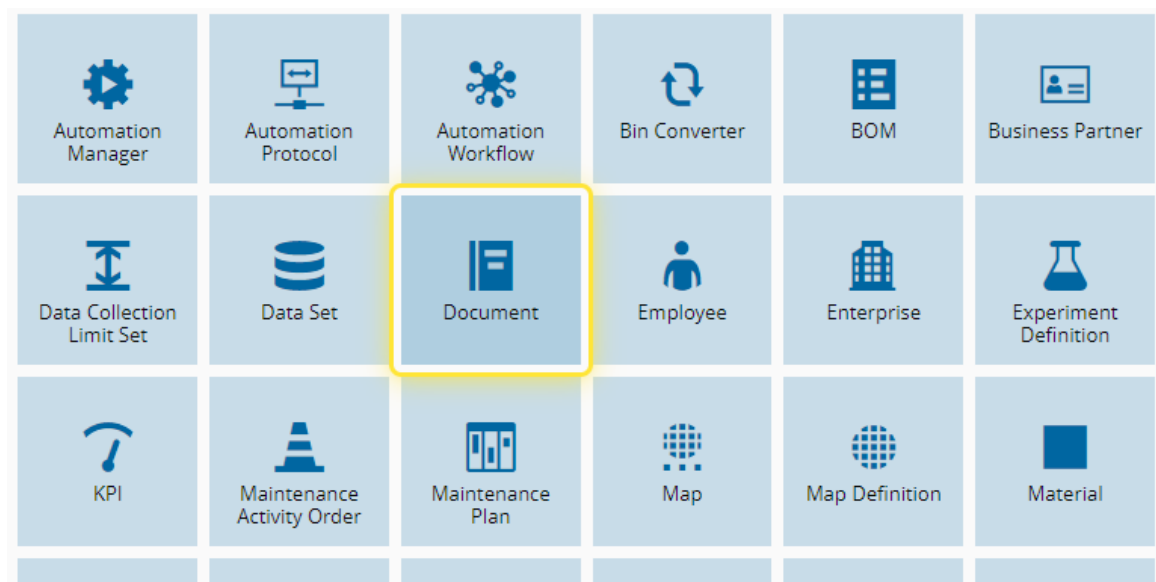 Automation
Manager
Automation
Protocol
Automation
Workflow
Bin Converter
BOM
Business Partner
Data Collection
Limit Set
Data Set
Document
Employee
Enterprise
Experiment
Definition
KPI
Maintenance
Activity Order
Maintenance
Plan
Map
Map Definition
Material